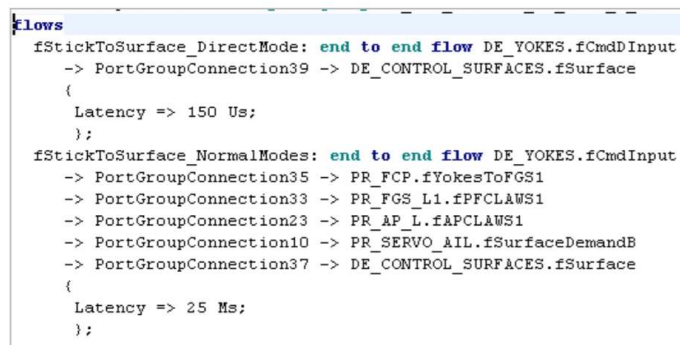 flows
fStickToSurface_DirectMode: end to end flow DE_YOKES.fCmdDInput
-> PortGroupConnection39 -> DE_CONTROL_SURFACES.fSurface
{
Latency => 150 Us;
};
fStickToSurface_NormalModes: end to end flow DE_YOKES.fCmdInput
-> PortGroupConnection35 -> PR_FCP.fYokesToFGS1
-> PortGroupConnection33 -> PR_FGS_L1.fPFCLAWS1
-> PortGroupConnection23 -> PR_AP_L.fAPCLAWS1
-> PortGroupConnection10 -> PR_SERVO_AIL.fSurfaceDemandB
-> PortGroupConnection37 -> DE_CONTROL_SURFACES.fSurface
{
Latency => 25 Ms;
};